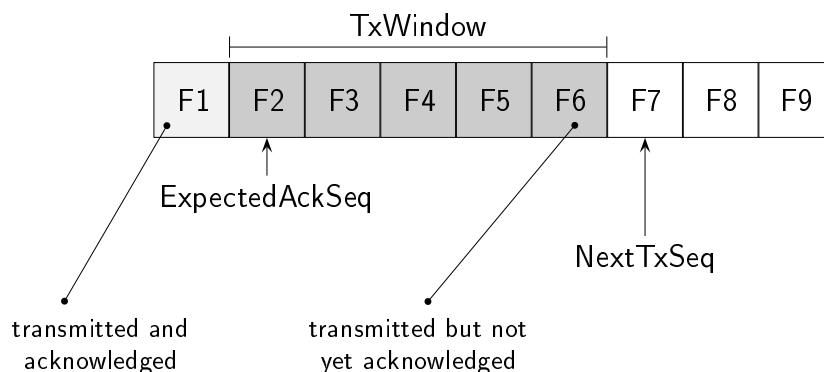 TxWindow
F1 F2 F3 F4 F5 F6 F7 F8 F9
ExpectedAckSeq
NextTxSeq
transmitted and
acknowledged
transmitted but not
yet acknowledged